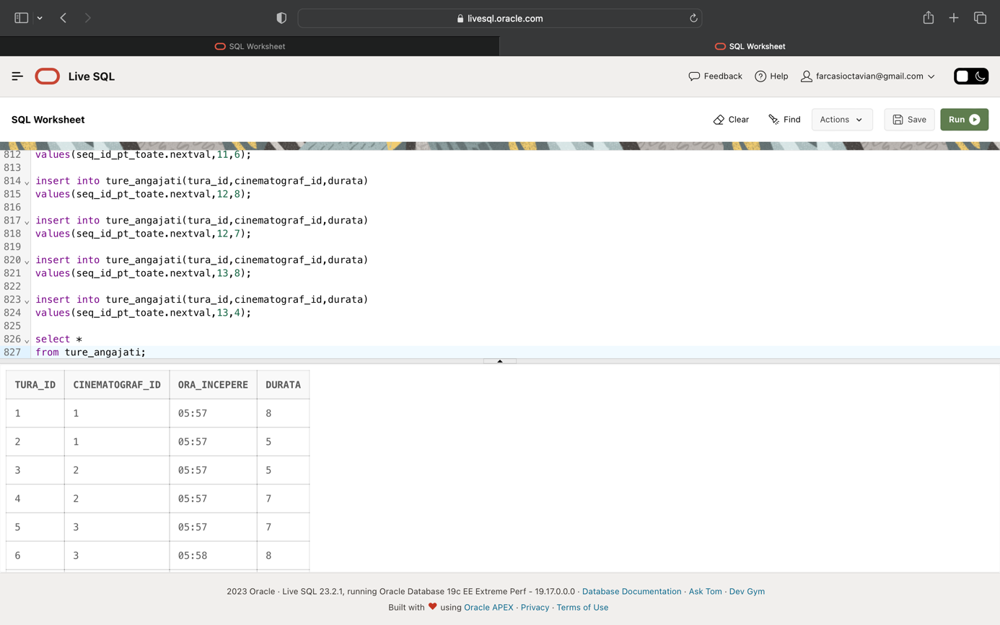 livesql.oracle.com
SQL Worksheet
SQL Worksheet
Live SQL
Feedback
Help
farcasioctavian@gmail.com
SQL Worksheet
Clear
Find
Actions
Save
Run
812 values(seq_id_pt_toate.nextval,11,6);
813
814 insert into ture_angajati(tura_id,cinematograf_id,durata)
815 values(seq_id_pt_toate.nextval,12,8);
816
817 insert into ture_angajati(tura_id,cinematograf_id,durata)
818 values(seq_id_pt_toate.nextval,12,7);
819
820 insert into ture_angajati(tura_id,cinematograf_id,durata)
821 values(seq_id_pt_toate.nextval,13,8);
822
823 insert into ture_angajati(tura_id,cinematograf_id,durata)
824 values(seq_id_pt_toate.nextval,13,4);
825
826 select *
827 from ture_angajati;
TURA_ID CINEMATOGRAF_ID ORA_INCEPERE DURATA
1 1 05:57 8
2 1 05:57 5
3 2 05:57 5
4 2 05:57 7
5 3 05:57 7
6 3 05:58 8
2023 Oracle · Live SQL 23.2.1, running Oracle Database 19c EE Extreme Perf - 19.17.0.0.0 · Database Documentation · Ask Tom · Dev Gym
Built with ❤ using Oracle APEX · Privacy · Terms of Use